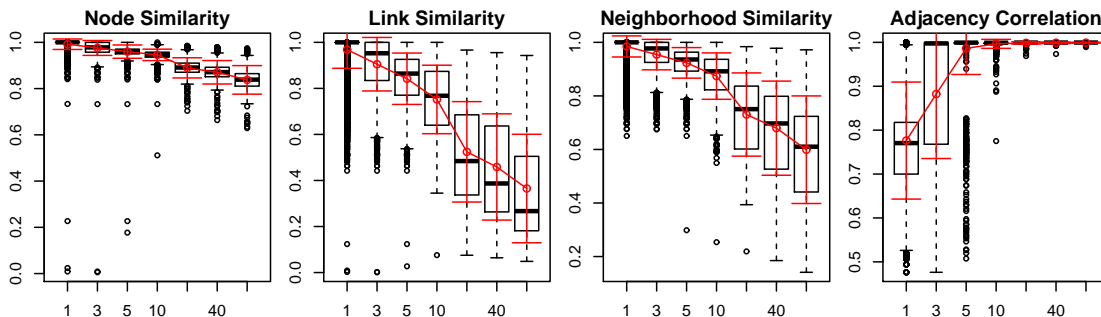 Node Similarity
Link Similarity
Neighborhood Similarity
Adjacency Correlation
0.0 0.2 0.4 0.6 0.8 1.0
1 3 5 10 40
0.0 0.2 0.4 0.6 0.8 1.0
1 3 5 10 40
0.2 0.4 0.6 0.8 1.0
1 3 5 10 40
0.5 0.6 0.7 0.8 0.9 1.0
1 3 5 10 40